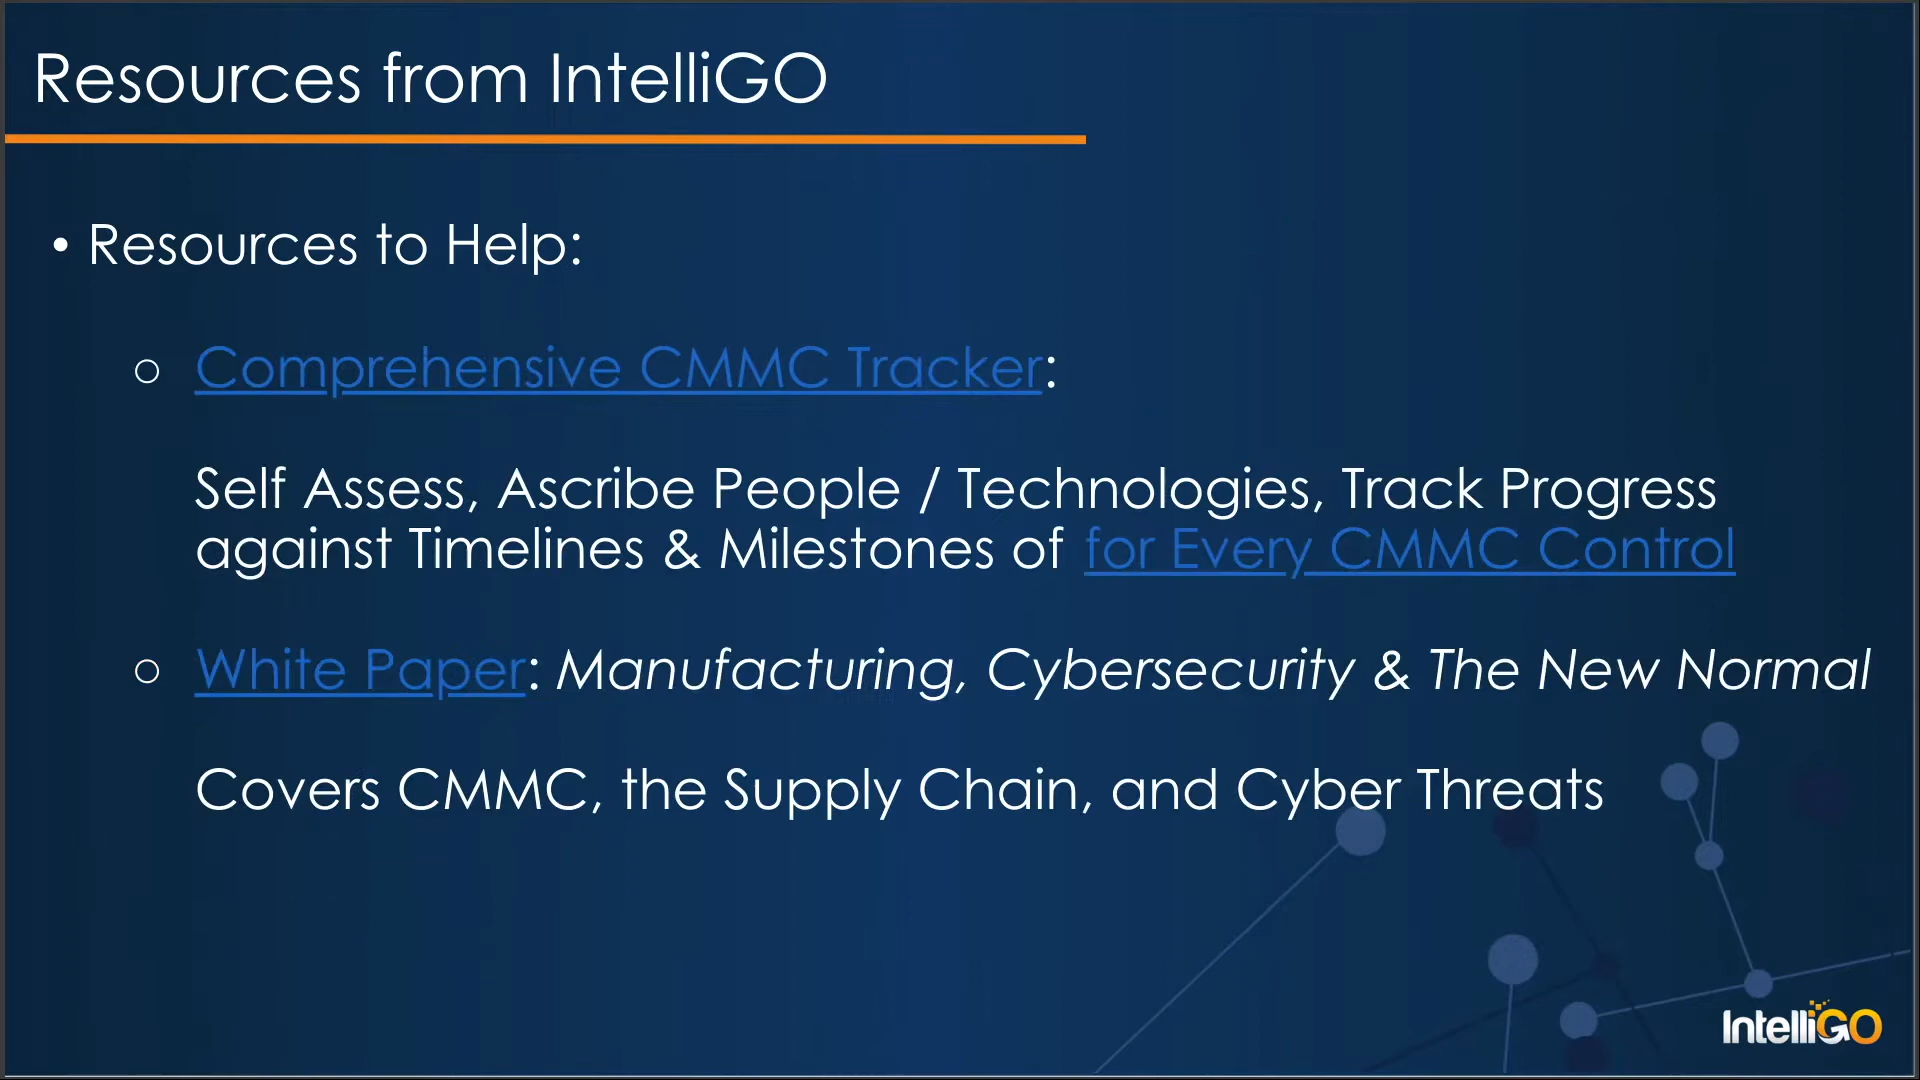 Resources from IntelliGO
• Resources to Help:
○ Comprehensive CMMC Tracker:
Self Assess, Ascribe People / Technologies, Track Progress
against Timelines & Milestones of for Every CMMC Control
○ White Paper: Manufacturing, Cybersecurity & The New Normal
Covers CMMC, the Supply Chain, and Cyber Threats
IntelliGO